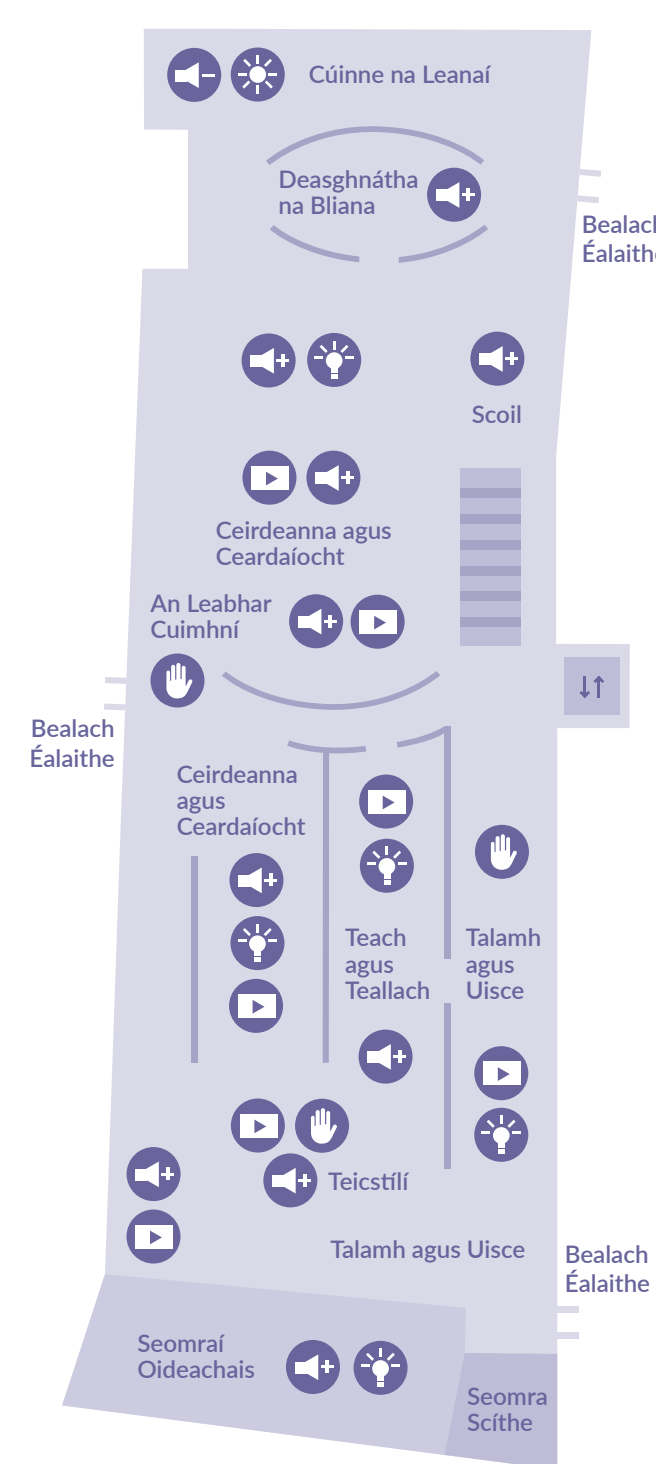 Cúinne na Leanaí
Deasghnátha
na Bliana
Bealach
Éalaithe
Scoil
Ceirdeanna agus
Ceardaíocht
An Leabhar
Cuimhní
Bealach
Éalaithe
Ceirdeanna
agus
Ceardaíocht
Teach
agus
Teallach
Talamh
agus
Uisce
Teicstílí
Talamh agus Uisce
Bealach
Éalaithe
Seomraí
Oideachais
Seomra
Scíthe